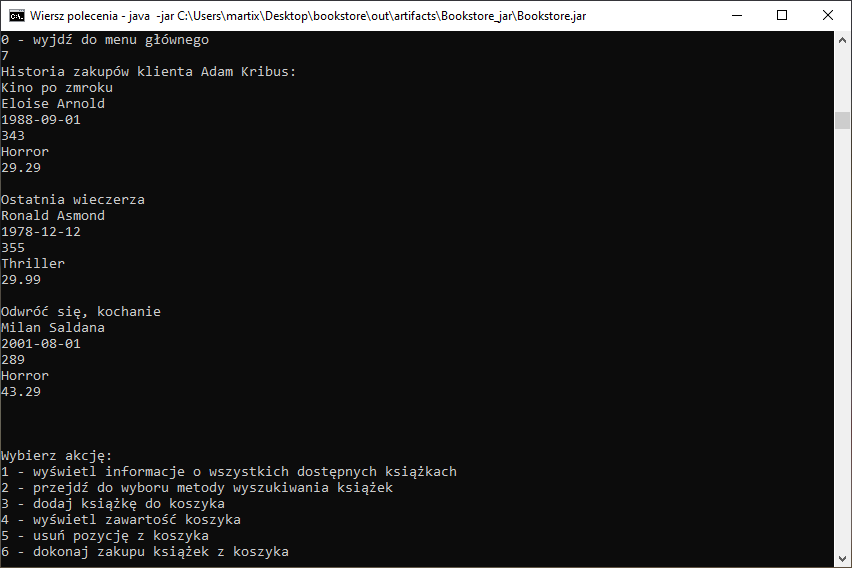 Wiersz polecenia - java  -jar C:\Users\martix\Desktop\bookstore\out\artifacts\Bookstore_jar\Bookstore.jar
0 - wyjdź do menu głównego
7
Historia zakupów klienta Adam Kribus:
Kino po zmroku
Eloise Arnold
1988-09-01
343
Horror
29.29
Ostatnia wieczerza
Ronald Asmond
1978-12-12
355
Thriller
29.99
Odwróć się, kochanie
Milan Saldana
2001-08-01
289
Horror
43.29
Wybierz akcję:
1 - wyświetl informacje o wszystkich dostępnych książkach
2 - przejdź do wyboru metody wyszukiwania książek
3 - dodaj książkę do koszyka
4 - wyświetl zawartość koszyka
5 - usuń pozycję z koszyka
6 - dokonaj zakupu książek z koszyka